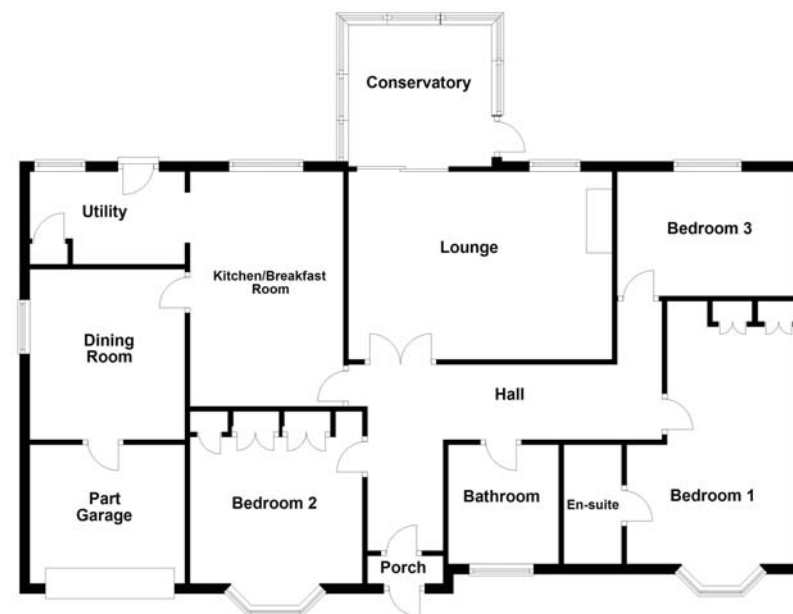 Conservatory
Utility
Bedroom 3
Lounge
Kitchen/Breakfast
Room
Dining
Room
Hall
Bedroom 1
Bathroom
En-suite
Part
Garage
Bedroom 2
Porch